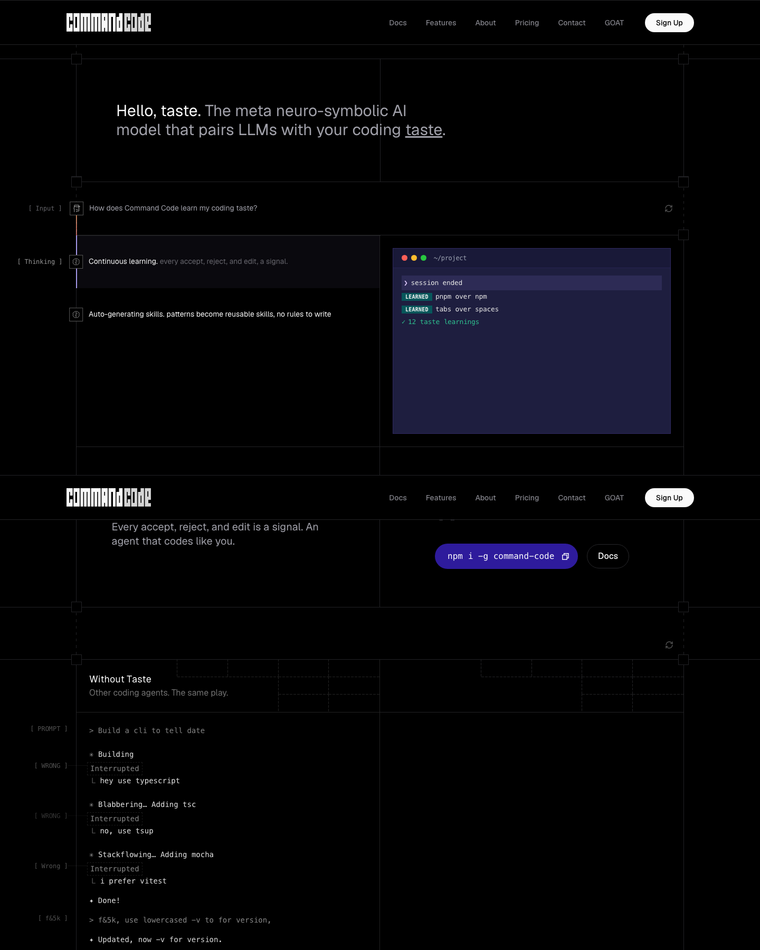 COMMANDCODE
Docs Features About Pricing Contact GOAT Sign Up
Hello, taste. The meta neuro-symbolic AI
model that pairs LLMs with your coding taste.
[ Input ] How does Command Code learn my coding taste?
[ Thinking ] Continuous learning. every accept, reject, and edit, a signal.
Auto-generating skills. patterns become reusable skills, no rules to write
~/project
❯ session ended
LEARNED pnpm over npm
LEARNED tabs over spaces
✓ 12 taste learnings
COMMANDCODE
Docs Features About Pricing Contact GOAT Sign Up
Every accept, reject, and edit is a signal. An
agent that codes like you.
npm i -g command-code
Docs
Without Taste
Other coding agents. The same play.
[ PROMPT ] > Build a cli to tell date
✳ Building
[ WRONG ] Interrupted
└ hey use typescript
✳ Blabbering… Adding tsc
[ WRONG ] Interrupted
└ no, use tsup
✳ Stackflowing… Adding mocha
[ Wrong ] Interrupted
└ i prefer vitest
✦ Done!
[ f&$k ] > f&$k, use lowercased -v to for version,
✦ Updated, now -v for version.